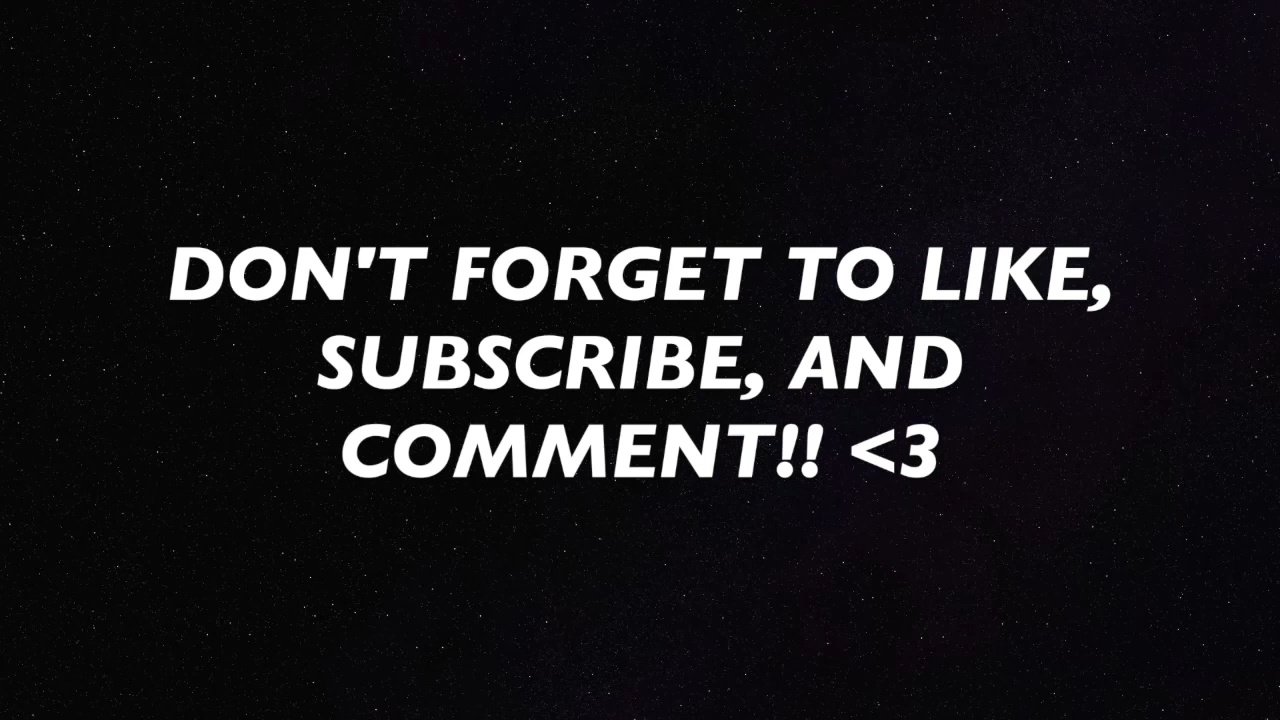 DON'T FORGET TO LIKE,
SUBSCRIBE, AND
COMMENT!! <3